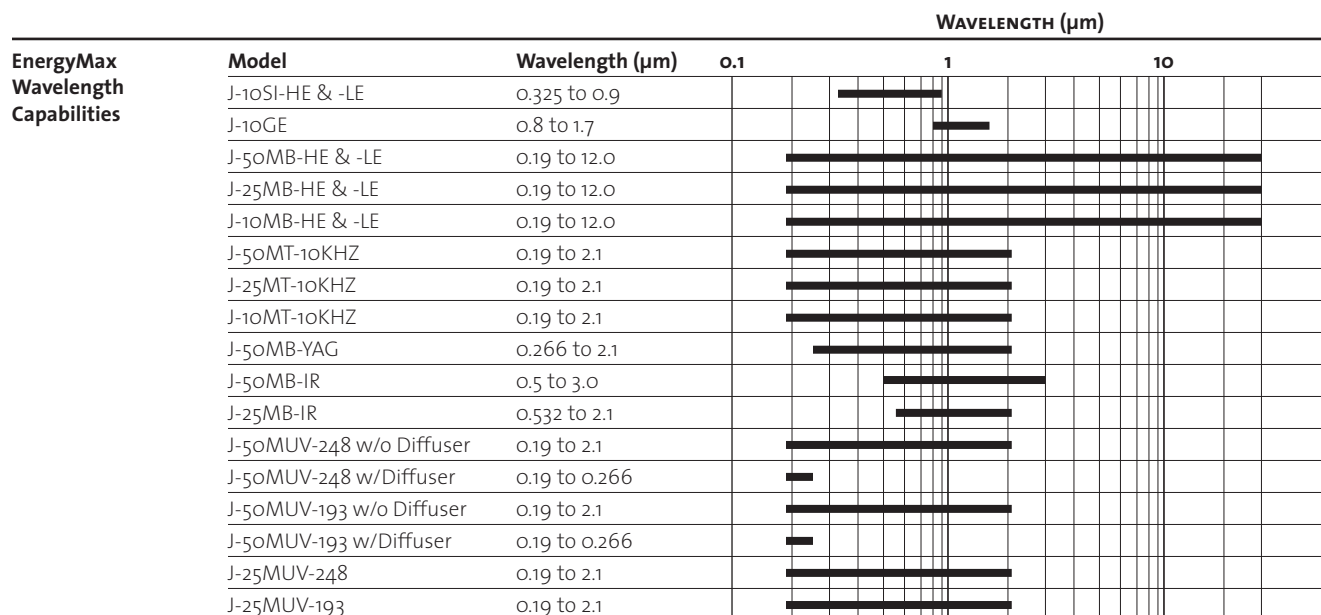 Wavelength (μm)
EnergyMax Wavelength Capabilities
Model Wavelength (μm) 0.1 1 10
J-10SI-HE & -LE 0.325 to 0.9
J-10GE 0.8 to 1.7
J-50MB-HE & -LE 0.19 to 12.0
J-25MB-HE & -LE 0.19 to 12.0
J-10MB-HE & -LE 0.19 to 12.0
J-50MT-10KHZ 0.19 to 2.1
J-25MT-10KHZ 0.19 to 2.1
J-10MT-10KHZ 0.19 to 2.1
J-50MB-YAG 0.266 to 2.1
J-50MB-IR 0.5 to 3.0
J-25MB-IR 0.532 to 2.1
J-50MUV-248 w/o Diffuser 0.19 to 2.1
J-50MUV-248 w/Diffuser 0.19 to 0.266
J-50MUV-193 w/o Diffuser 0.19 to 2.1
J-50MUV-193 w/Diffuser 0.19 to 0.266
J-25MUV-248 0.19 to 2.1
J-25MUV-193 0.19 to 2.1